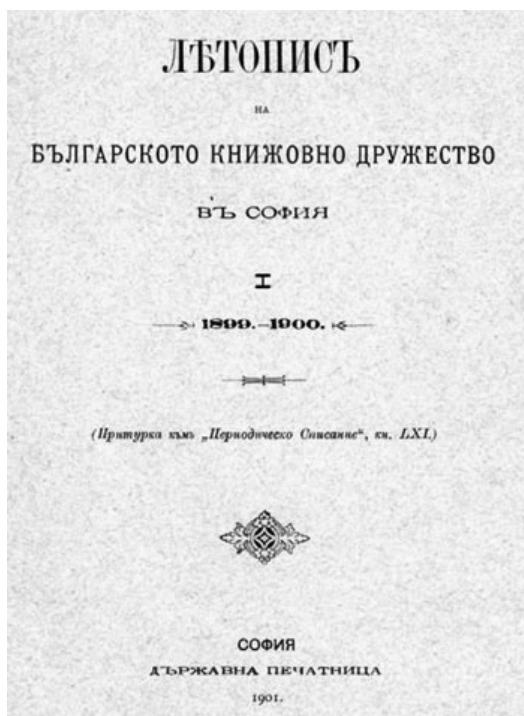 ЛѢТОПИСЪ
НА
БЪЛГАРСКОТО КНИЖОВНО ДРУЖЕСТВО
ВЪ СОФИЯ
I
1899.–1900.
(Притурка къмъ „Периодическо Списание“, кн. LXI.)
СОФИЯ
ДЪРЖАВНА ПЕЧАТНИЦА
1901.